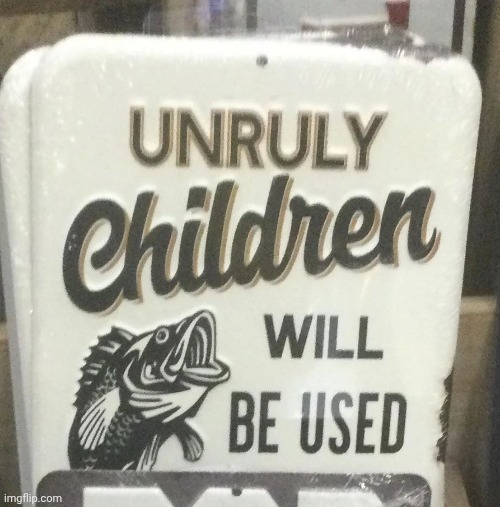 UNRULY
Children
WILL
BE USED
imgflip.com